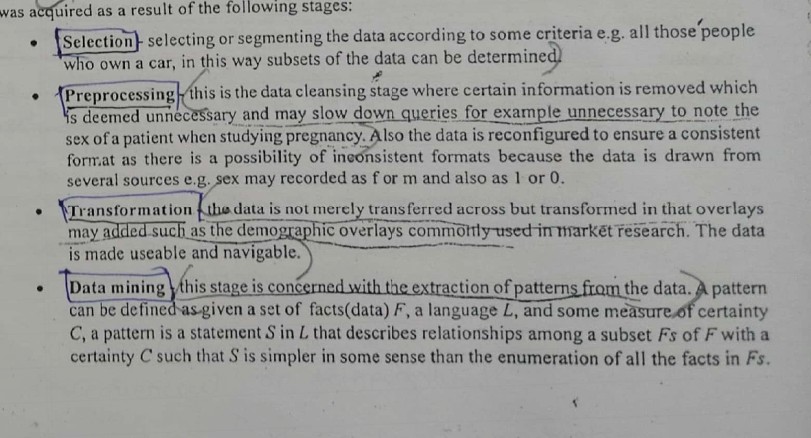 was acquired as a result of the following stages:
• Selection - selecting or segmenting the data according to some criteria e.g. all those people
who own a car, in this way subsets of the data can be determined.
• Preprocessing - this is the data cleansing stage where certain information is removed which
is deemed unnecessary and may slow down queries for example unnecessary to note the
sex of a patient when studying pregnancy. Also the data is reconfigured to ensure a consistent
format as there is a possibility of inconsistent formats because the data is drawn from
several sources e.g. sex may recorded as f or m and also as 1 or 0.
• Transformation - the data is not merely transferred across but transformed in that overlays
may added such as the demographic overlays commonly used in market research. The data
is made useable and navigable.
• Data mining - this stage is concerned with the extraction of patterns from the data. A pattern
can be defined as given a set of facts(data) F, a language L, and some measure of certainty
C, a pattern is a statement S in L that describes relationships among a subset Fs of F with a
certainty C such that S is simpler in some sense than the enumeration of all the facts in Fs.